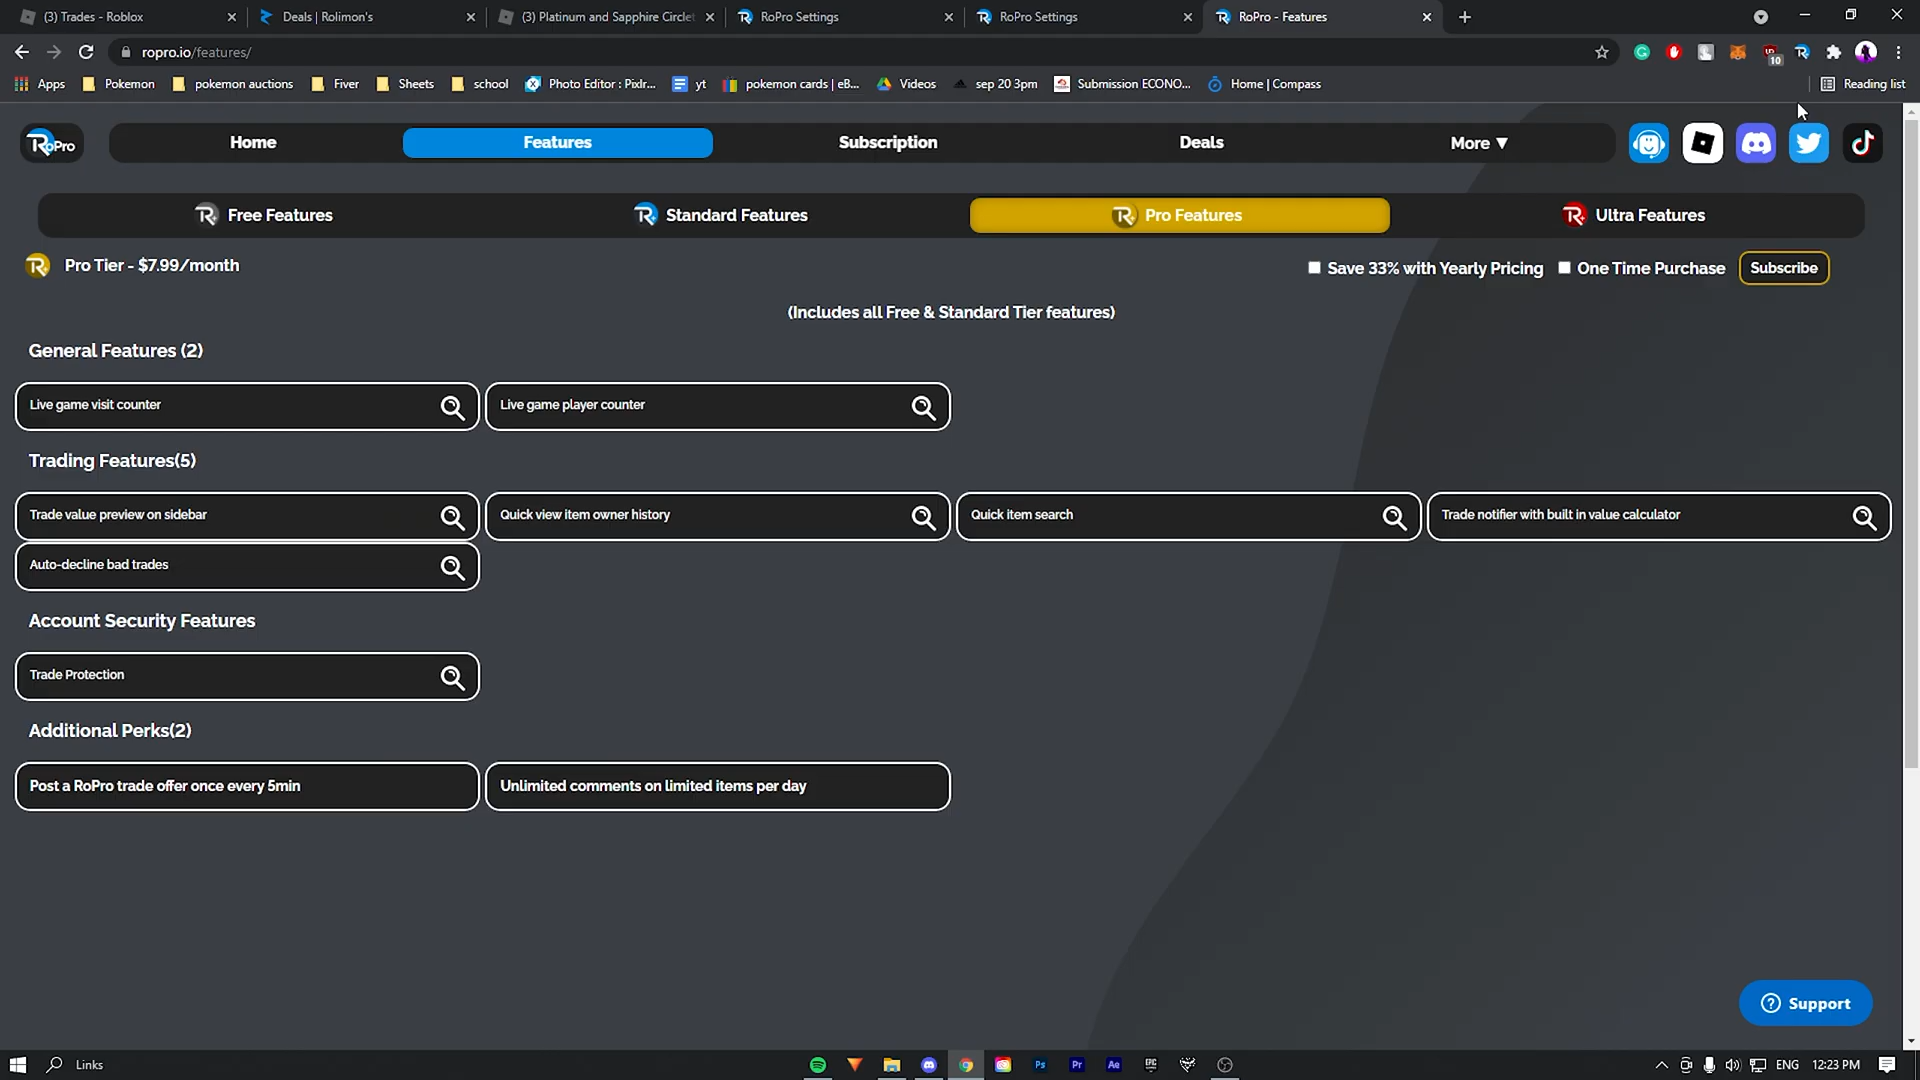 (3) Trades - Roblox
Deals | Rolimon's
(3) Platinum and Sapphire Circlet
RoPro Settings
RoPro Settings
RoPro - Features
ropro.io/features/
10
Apps
Pokemon
pokemon auctions
Fiver
Sheets
school
Photo Editor : Pixlr...
yt
pokemon cards | eB...
Videos
sep 20 3pm
Submission ECONO...
Home | Compass
Reading list
RoPro
Home
Features
Subscription
Deals
More ▼
Free Features
Standard Features
Pro Features
Ultra Features
Pro Tier - $7.99/month
Save 33% with Yearly Pricing
One Time Purchase
Subscribe
(Includes all Free & Standard Tier features)
General Features (2)
Live game visit counter
Live game player counter
Trading Features(5)
Trade value preview on sidebar
Quick view item owner history
Quick item search
Trade notifier with built in value calculator
Auto-decline bad trades
Account Security Features
Trade Protection
Additional Perks(2)
Post a RoPro trade offer once every 5min
Unlimited comments on limited items per day
Support
Links
Ps
Pr
Ae
EPIC
ENG
12:23 PM